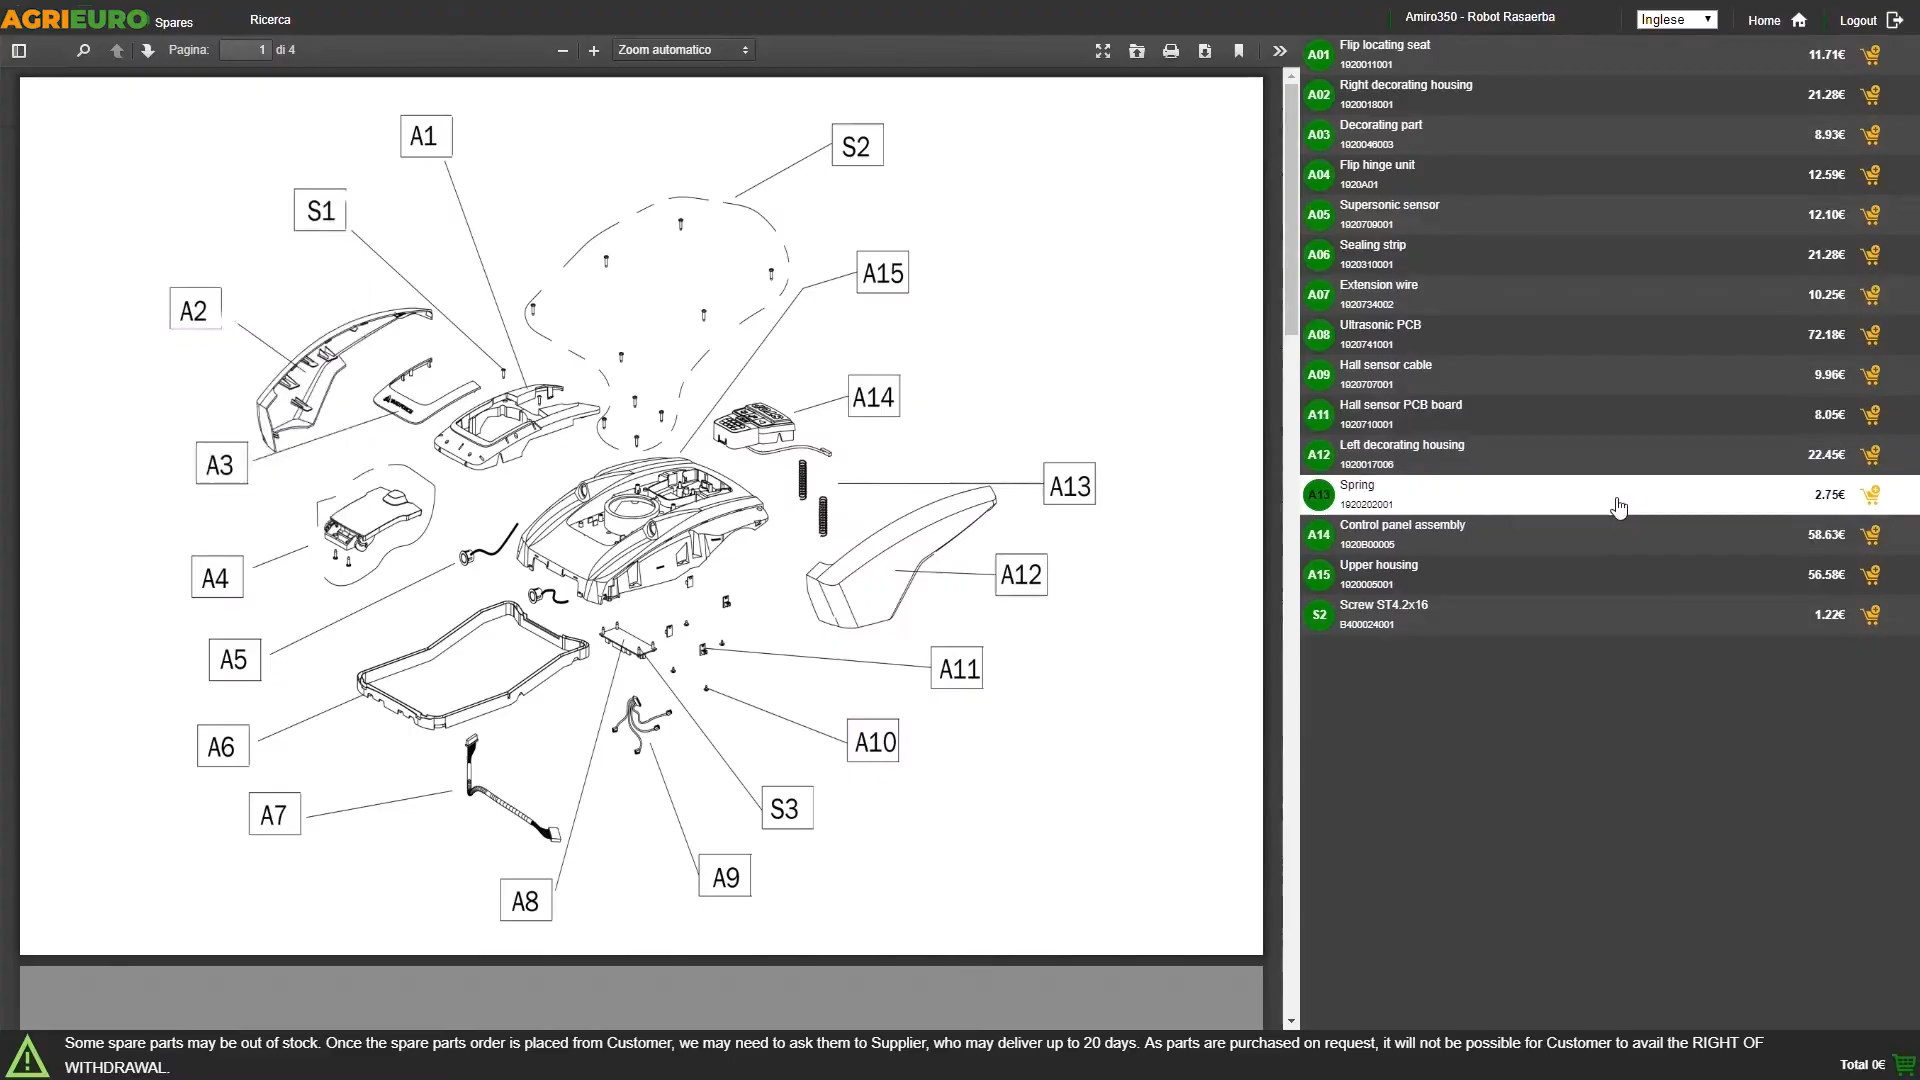 AGRIEURO Spares
Ricerca
Amiro350 - Robot Rasaerba
Inglese
Home
Logout
Pagina:
1
di 4
Zoom automatico
A1
S2
S1
A15
A2
A14
A3
A13
A4
A12
A5
A11
A6
A10
A7
S3
A9
A8
A01
Flip locating seat
1920011001
11.71€
A02
Right decorating housing
1920018001
21.28€
A03
Decorating part
1920046003
8.93€
A04
Flip hinge unit
1920A01
12.59€
A05
Supersonic sensor
1920709001
12.10€
A06
Sealing strip
1920310001
21.28€
A07
Extension wire
1920734002
10.25€
A08
Ultrasonic PCB
1920741001
72.18€
A09
Hall sensor cable
1920707001
9.96€
A11
Hall sensor PCB board
1920710001
8.05€
A12
Left decorating housing
1920017006
22.45€
A13
Spring
1920202001
2.75€
A14
Control panel assembly
1920B00005
58.63€
A15
Upper housing
1920005001
56.58€
S2
Screw ST4.2x16
B400024001
1.22€
Some spare parts may be out of stock. Once the spare parts order is placed from Customer, we may need to ask them to Supplier, who may deliver up to 20 days. As parts are purchased on request, it will not be possible for Customer to avail the RIGHT OF
WITHDRAWAL.
Total 0€